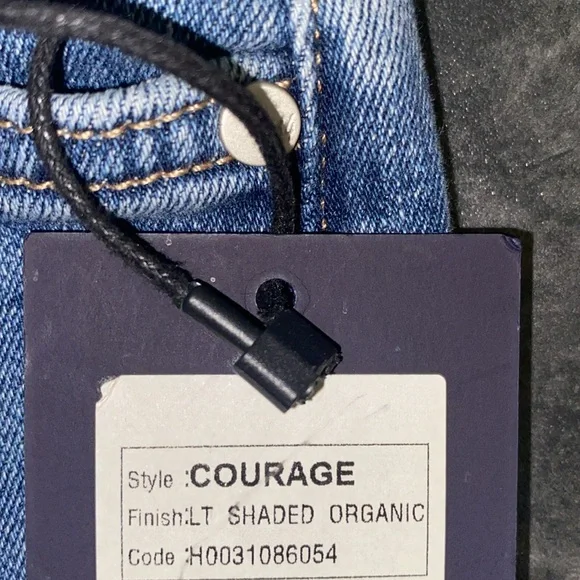 Style :COURAGE
Finish:LT SHADED ORGANIC
Code :H0031086054